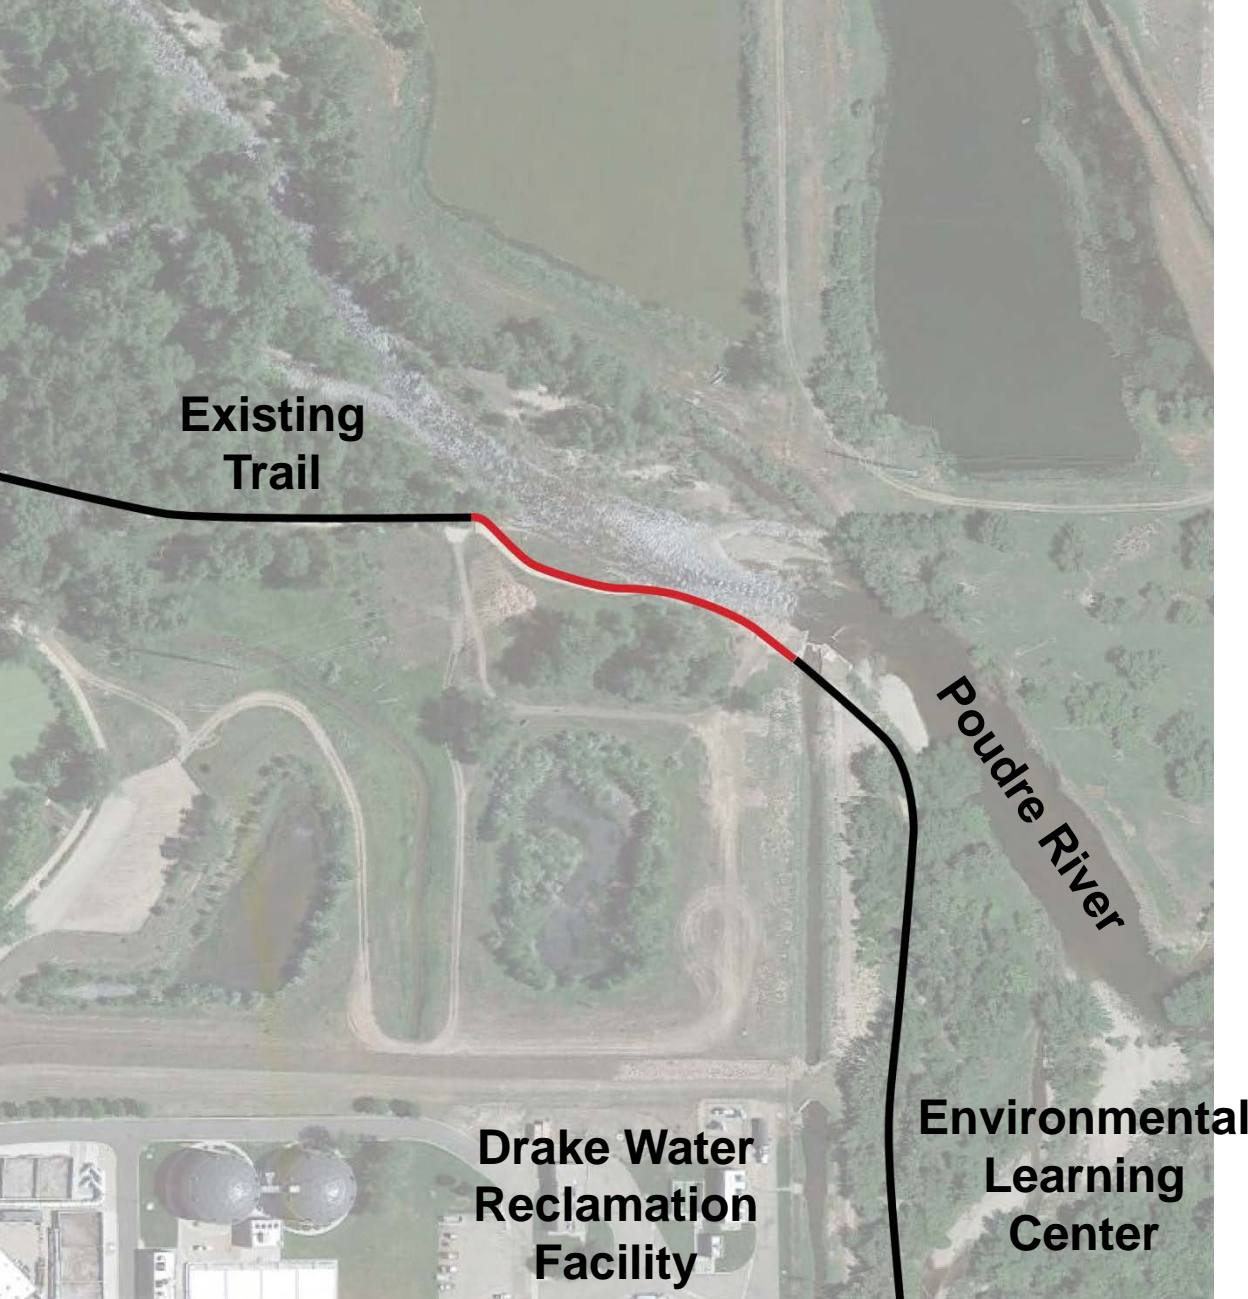 Existing
Trail
Poudre River
Environmental
Learning
Center
Drake Water
Reclamation
Facility